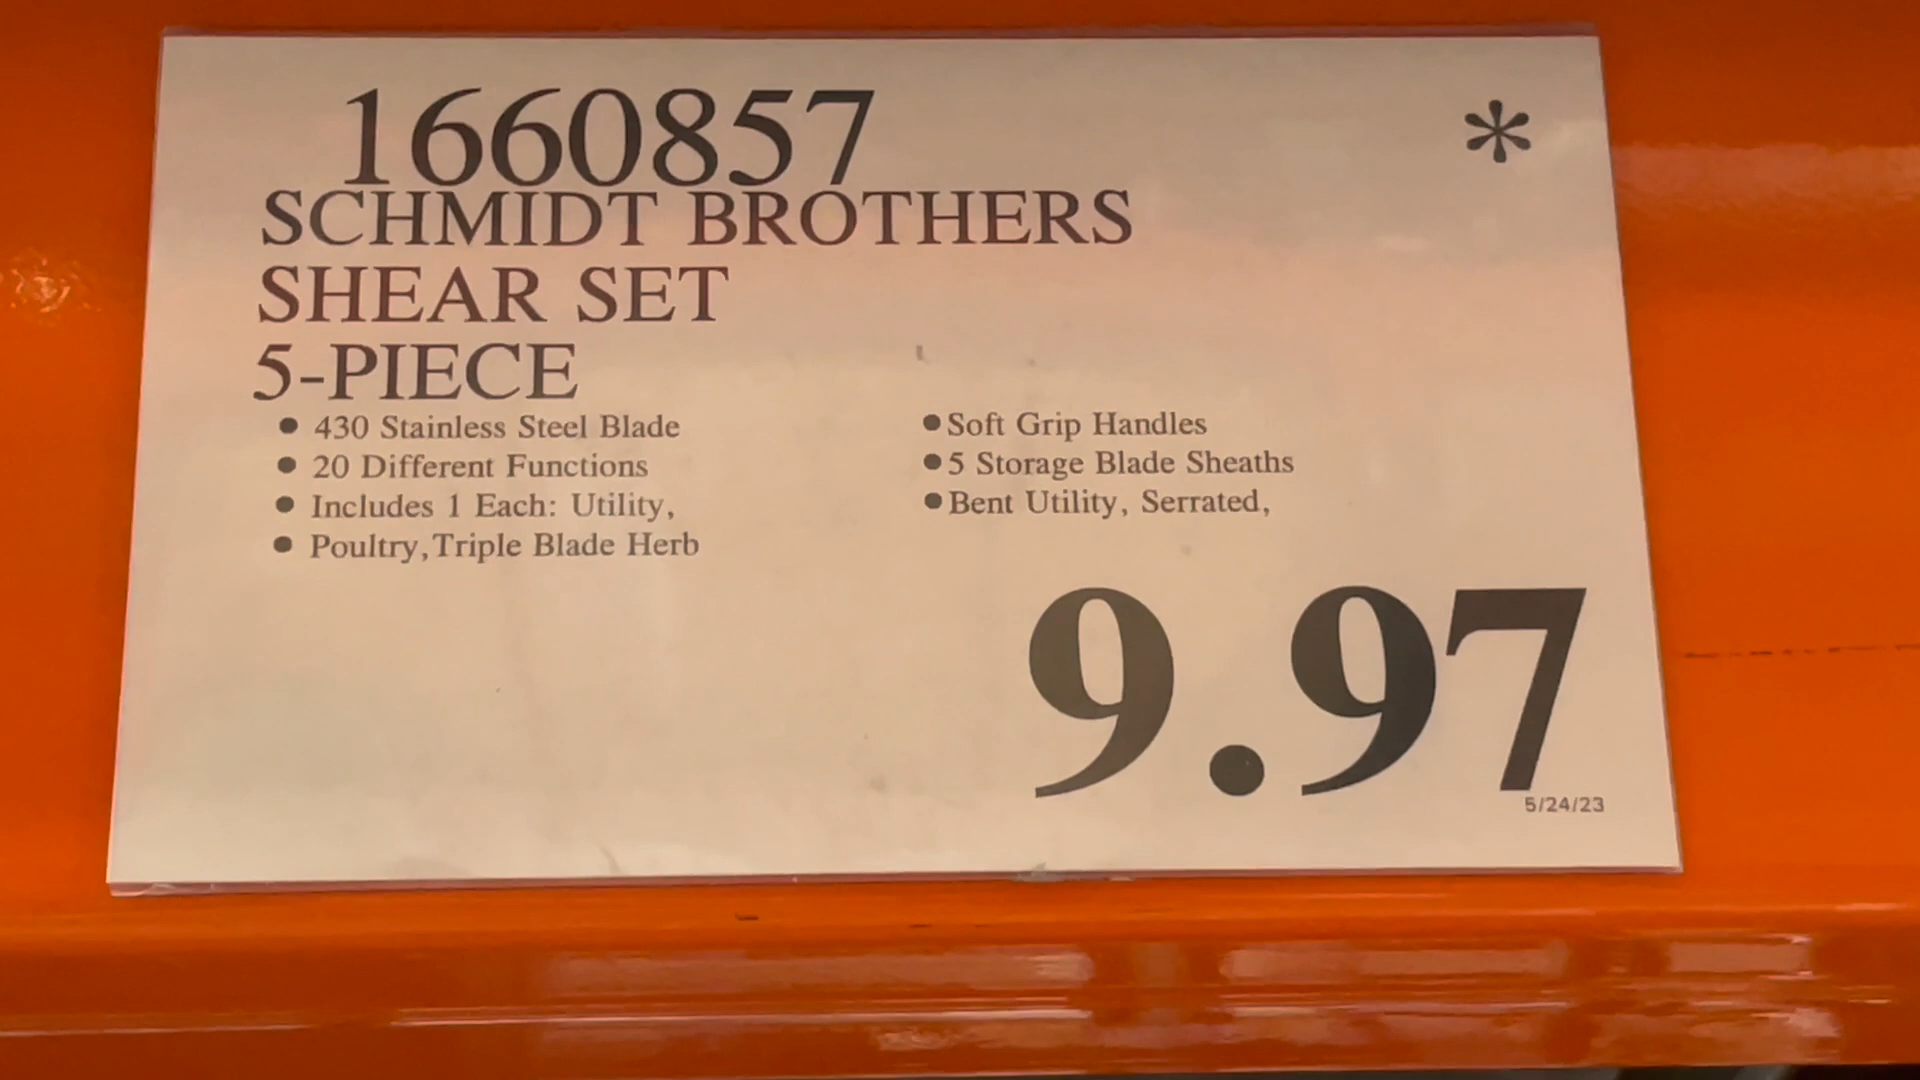 1660857
*
SCHMIDT BROTHERS
SHEAR SET
5-PIECE
● 430 Stainless Steel Blade
● 20 Different Functions
● Includes 1 Each: Utility,
● Poultry,Triple Blade Herb
● Soft Grip Handles
● 5 Storage Blade Sheaths
● Bent Utility, Serrated,
9.97
5/24/23